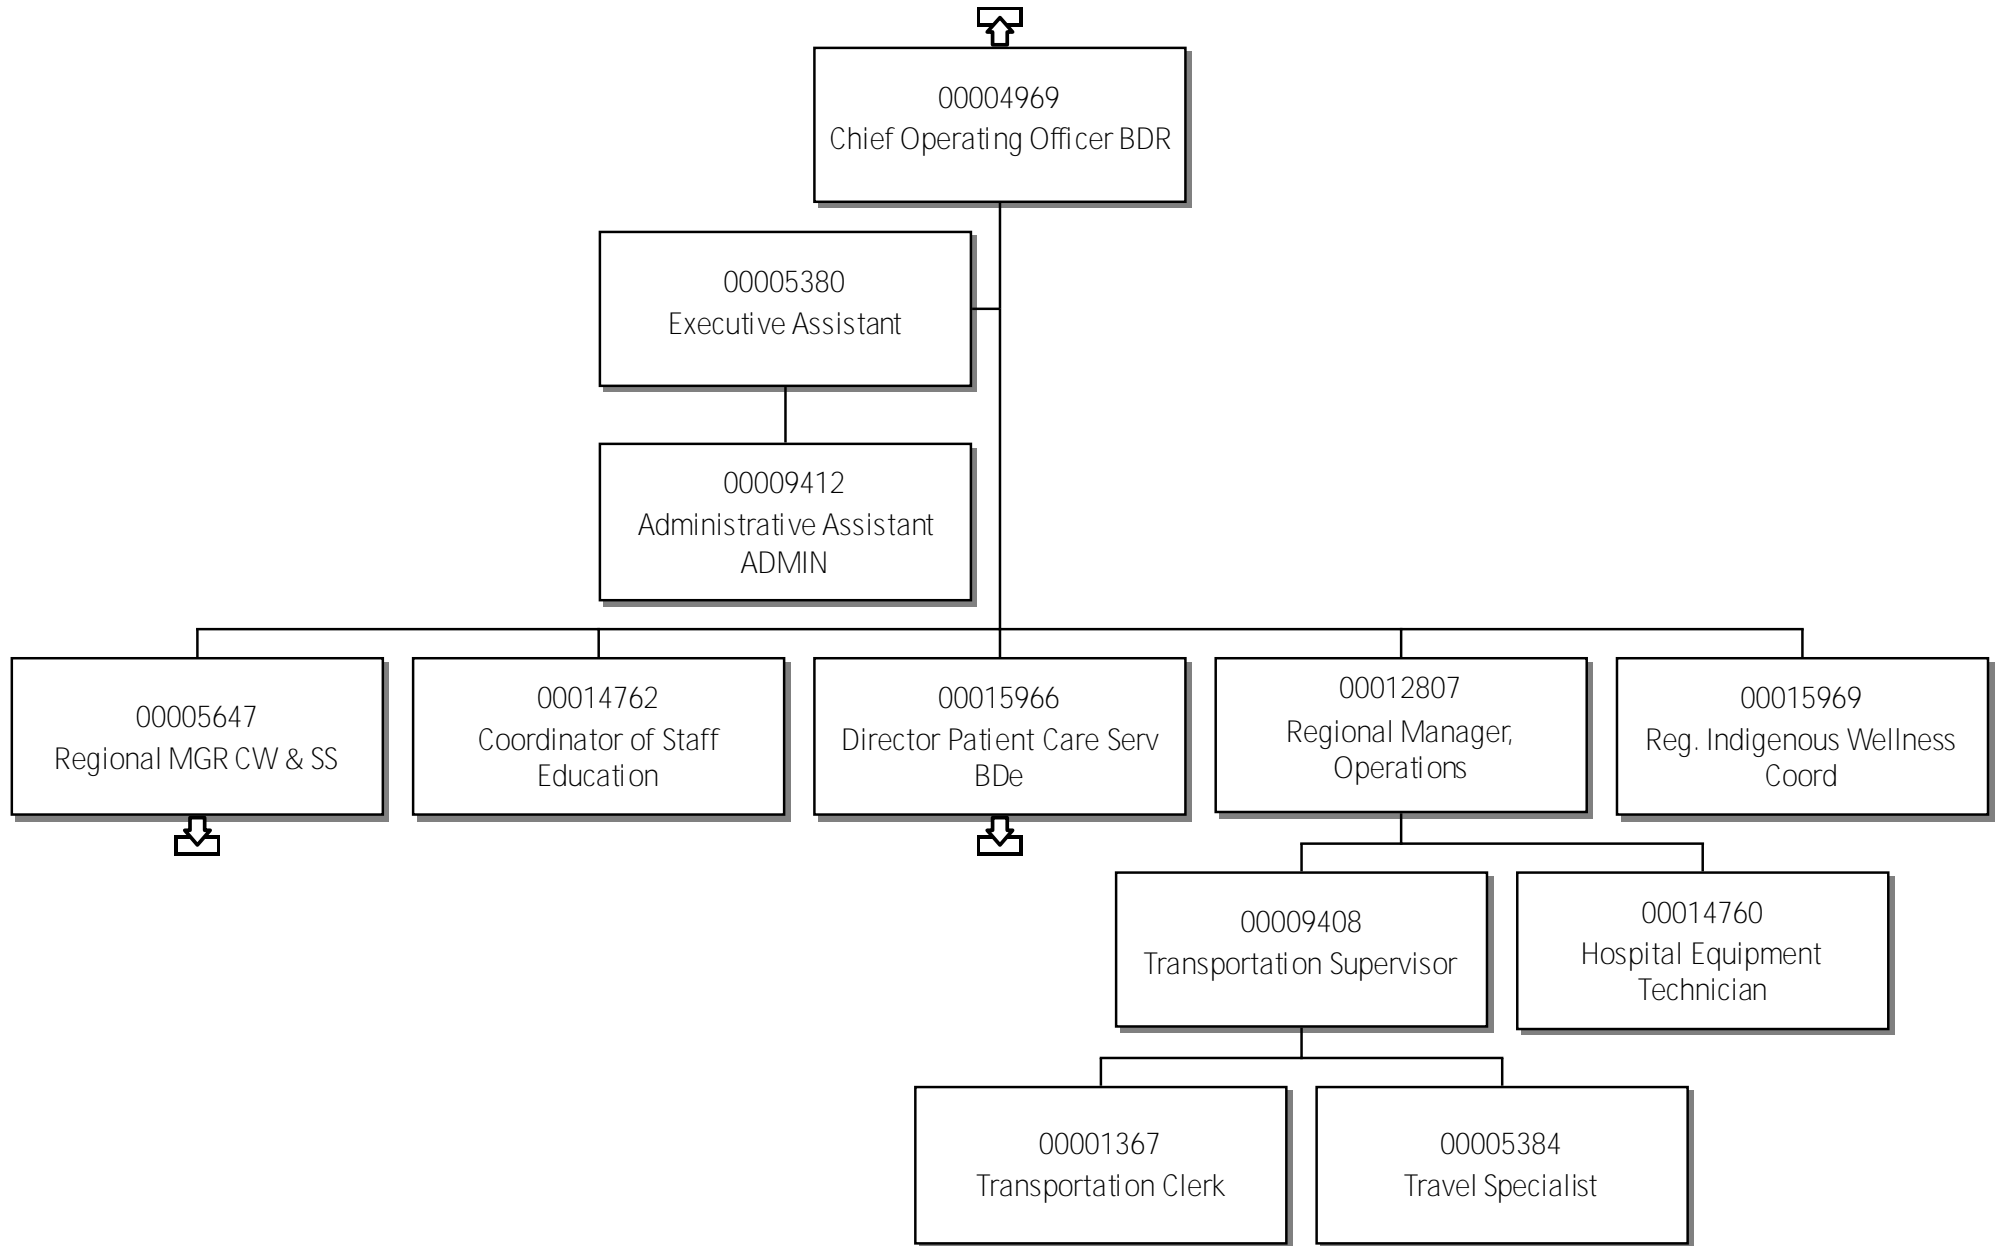 00004969
Chief Operating Officer BDR
00005380
Executive Assistant
00009412
Administrative Assistant
ADMIN
00005647
Regional MGR CW & SS
00014762
Coordinator of Staff
Education
00015966
Director Patient Care Serv
BDe
00012807
Regional Manager,
Operations
00015969
Reg. Indigenous Wellness
Coord
00009408
Transportation Supervisor
00014760
Hospital Equipment
Technician
00001367
Transportation Clerk
00005384
Travel Specialist